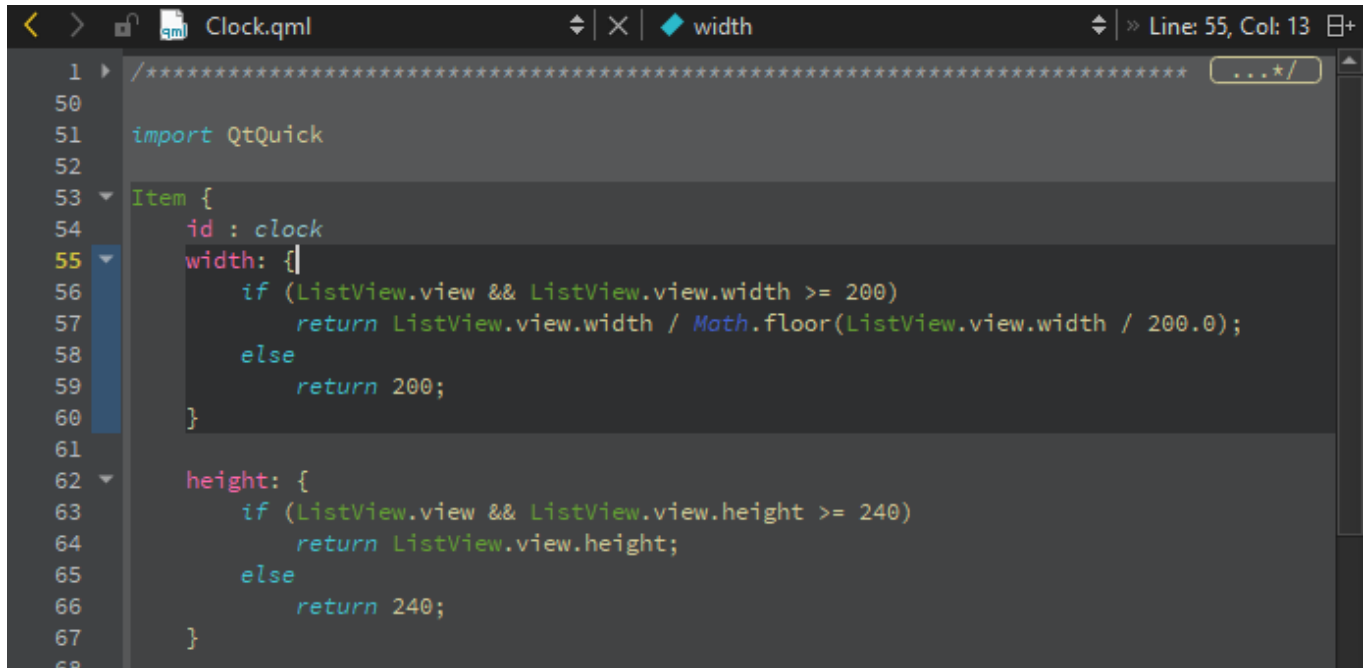 qml Clock.qml width » Line: 55, Col: 13
1 /***************************************************************************** ...*/
50
51 import QtQuick
52
53 Item {
54 id : clock
55 width: {
56 if (ListView.view && ListView.view.width >= 200)
57 return ListView.view.width / Math.floor(ListView.view.width / 200.0);
58 else
59 return 200;
60 }
61
62 height: {
63 if (ListView.view && ListView.view.height >= 240)
64 return ListView.view.height;
65 else
66 return 240;
67 }
68